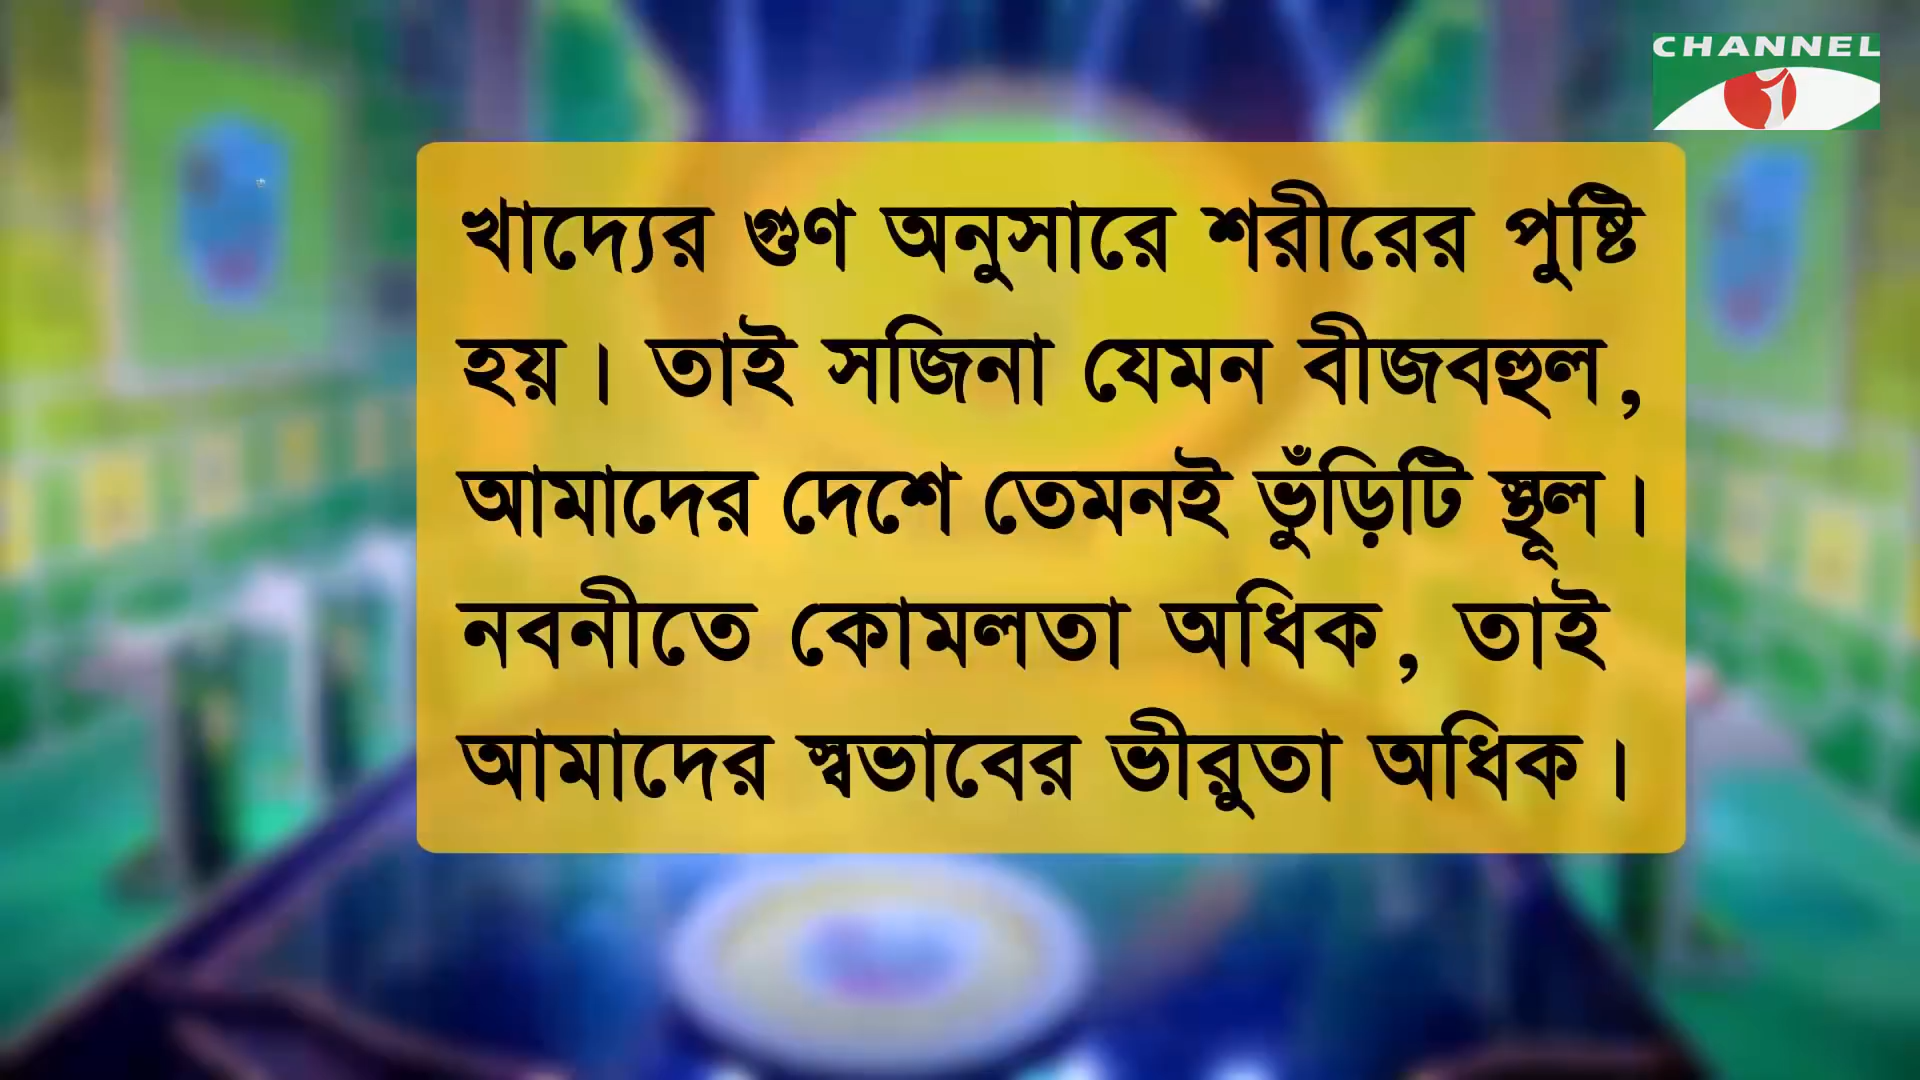 CHANNEL
i
খাদ্যের গুণ অনুসারে শরীরের পুষ্টি
হয়। তাই সজিনা যেমন বীজবহুল,
আমাদের দেশে তেমনই ভুঁড়িটি স্থূল।
নবনীতে কোমলতা অধিক, তাই
আমাদের স্বভাবের ভীরুতা অধিক।